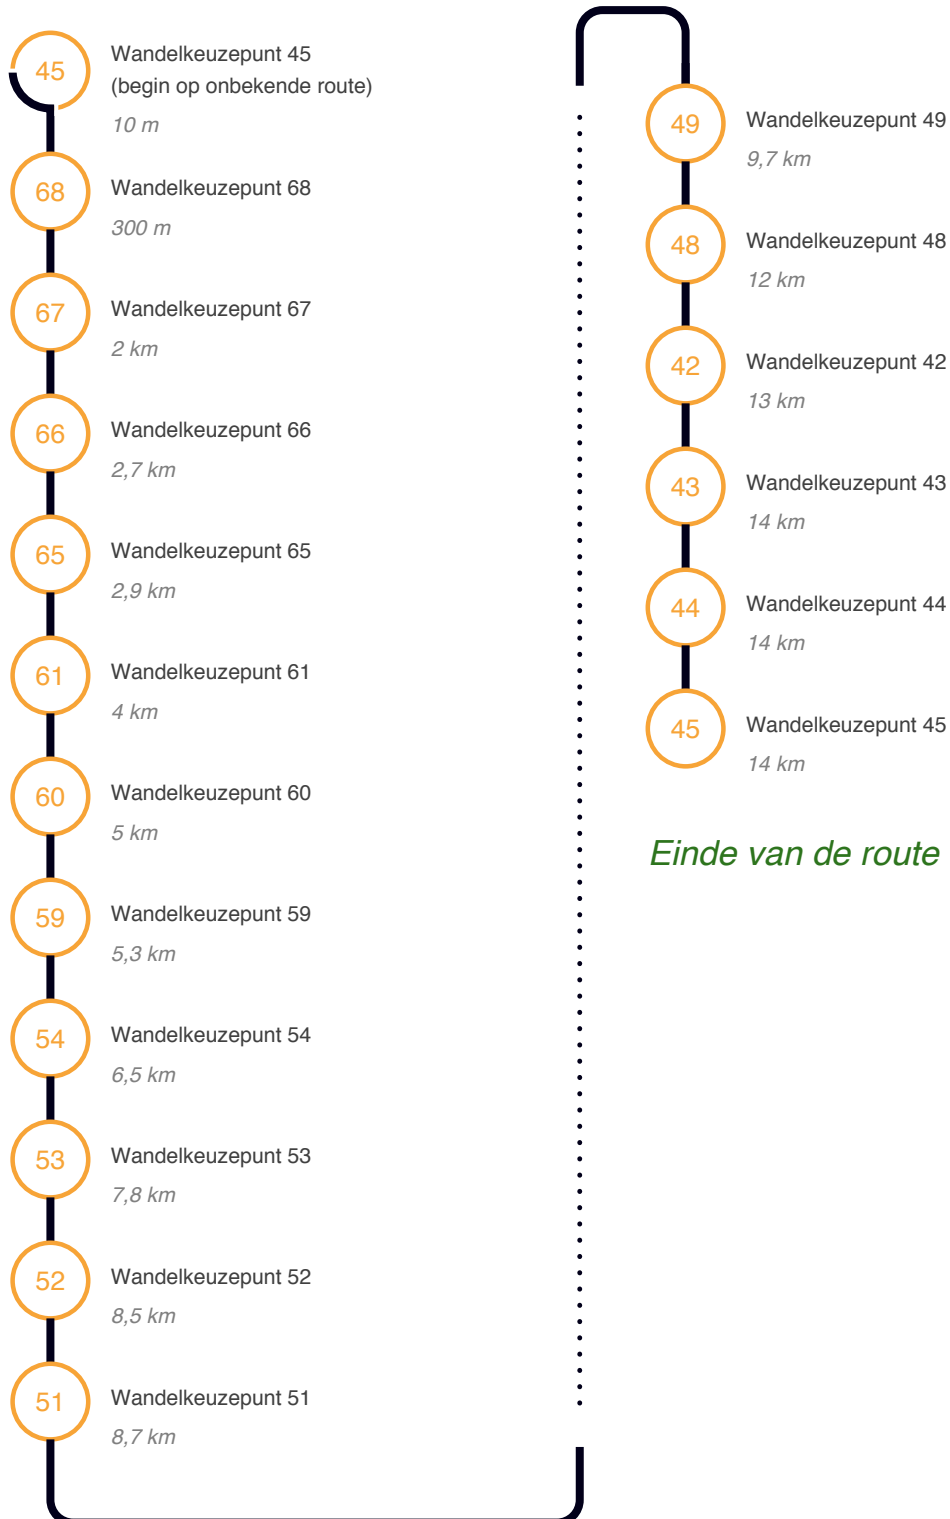 45
Wandelkeuzepunt 45
(begin op onbekende route)
10 m
68
Wandelkeuzepunt 68
300 m
67
Wandelkeuzepunt 67
2 km
66
Wandelkeuzepunt 66
2,7 km
65
Wandelkeuzepunt 65
2,9 km
61
Wandelkeuzepunt 61
4 km
60
Wandelkeuzepunt 60
5 km
59
Wandelkeuzepunt 59
5,3 km
54
Wandelkeuzepunt 54
6,5 km
53
Wandelkeuzepunt 53
7,8 km
52
Wandelkeuzepunt 52
8,5 km
51
Wandelkeuzepunt 51
8,7 km
49
Wandelkeuzepunt 49
9,7 km
48
Wandelkeuzepunt 48
12 km
42
Wandelkeuzepunt 42
13 km
43
Wandelkeuzepunt 43
14 km
44
Wandelkeuzepunt 44
14 km
45
Wandelkeuzepunt 45
14 km
Einde van de route